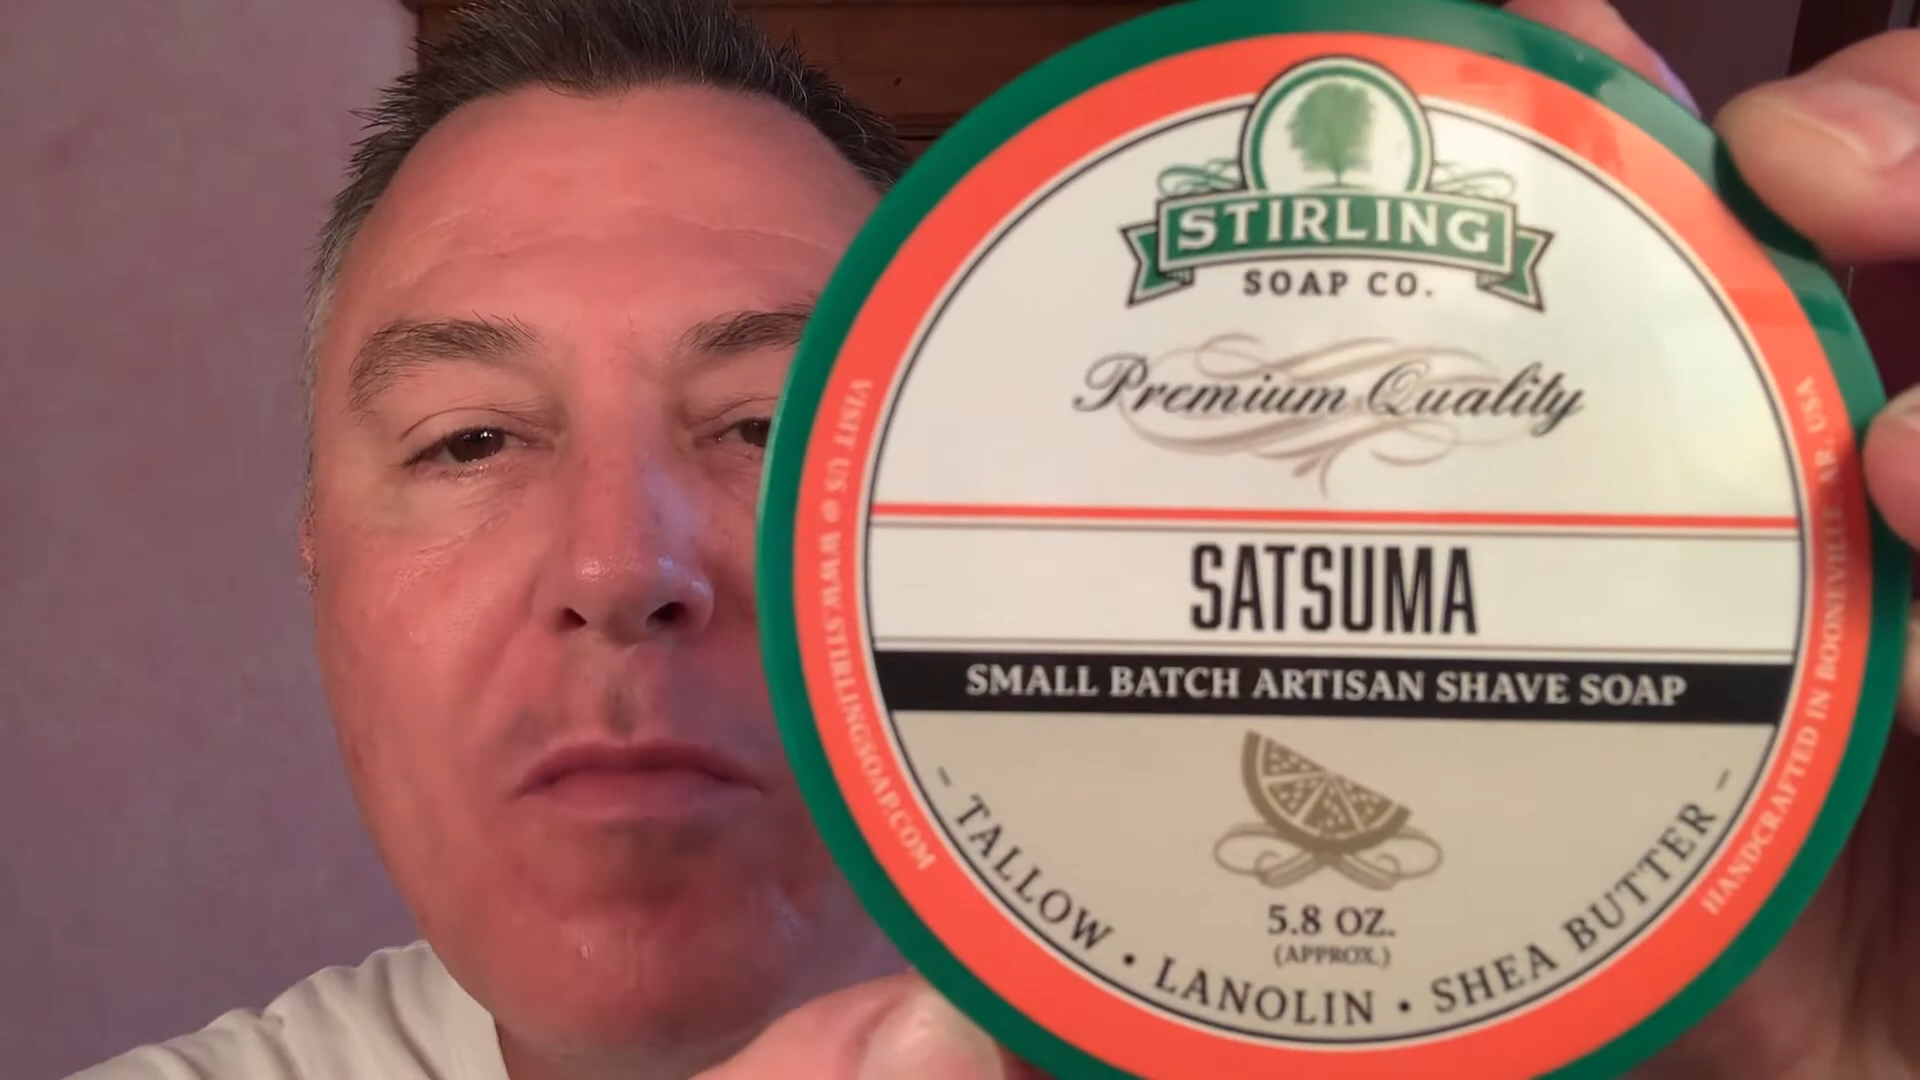 STIRLING
SOAP CO.
Premium Quality
SATSUMA
SMALL BATCH ARTISAN SHAVE SOAP
5.8 OZ.
(APPROX.)
- TALLOW • LANOLIN • SHEA BUTTER -
VISIT US @ WWW.STIRLINGSOAP.COM
HANDCRAFTED IN BOONEVILLE, AR, USA